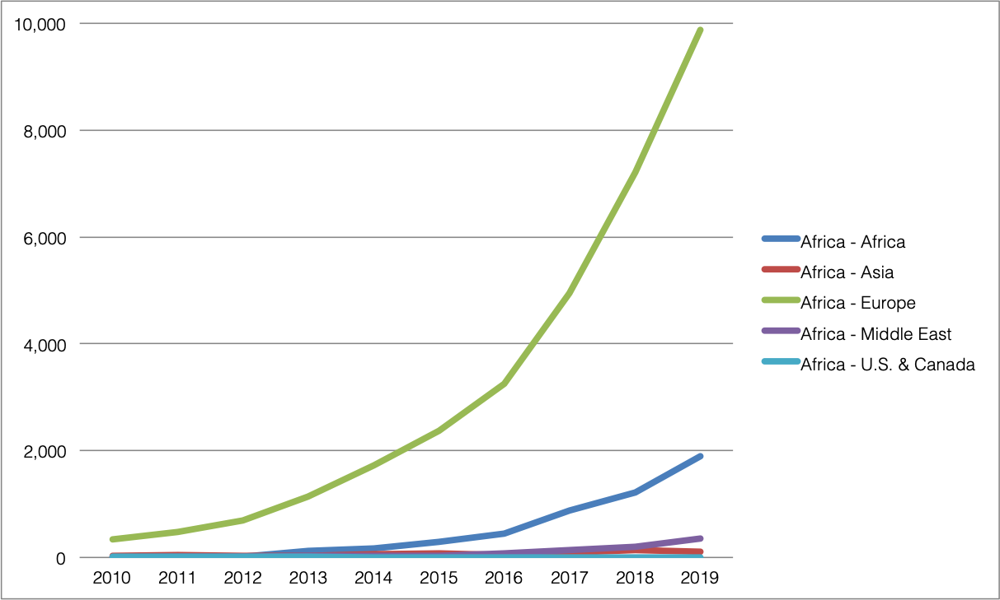 10,000
8,000
6,000
4,000
2,000
0
2010 2011 2012 2013 2014 2015 2016 2017 2018 2019
Africa - Africa
Africa - Asia
Africa - Europe
Africa - Middle East
Africa - U.S. & Canada